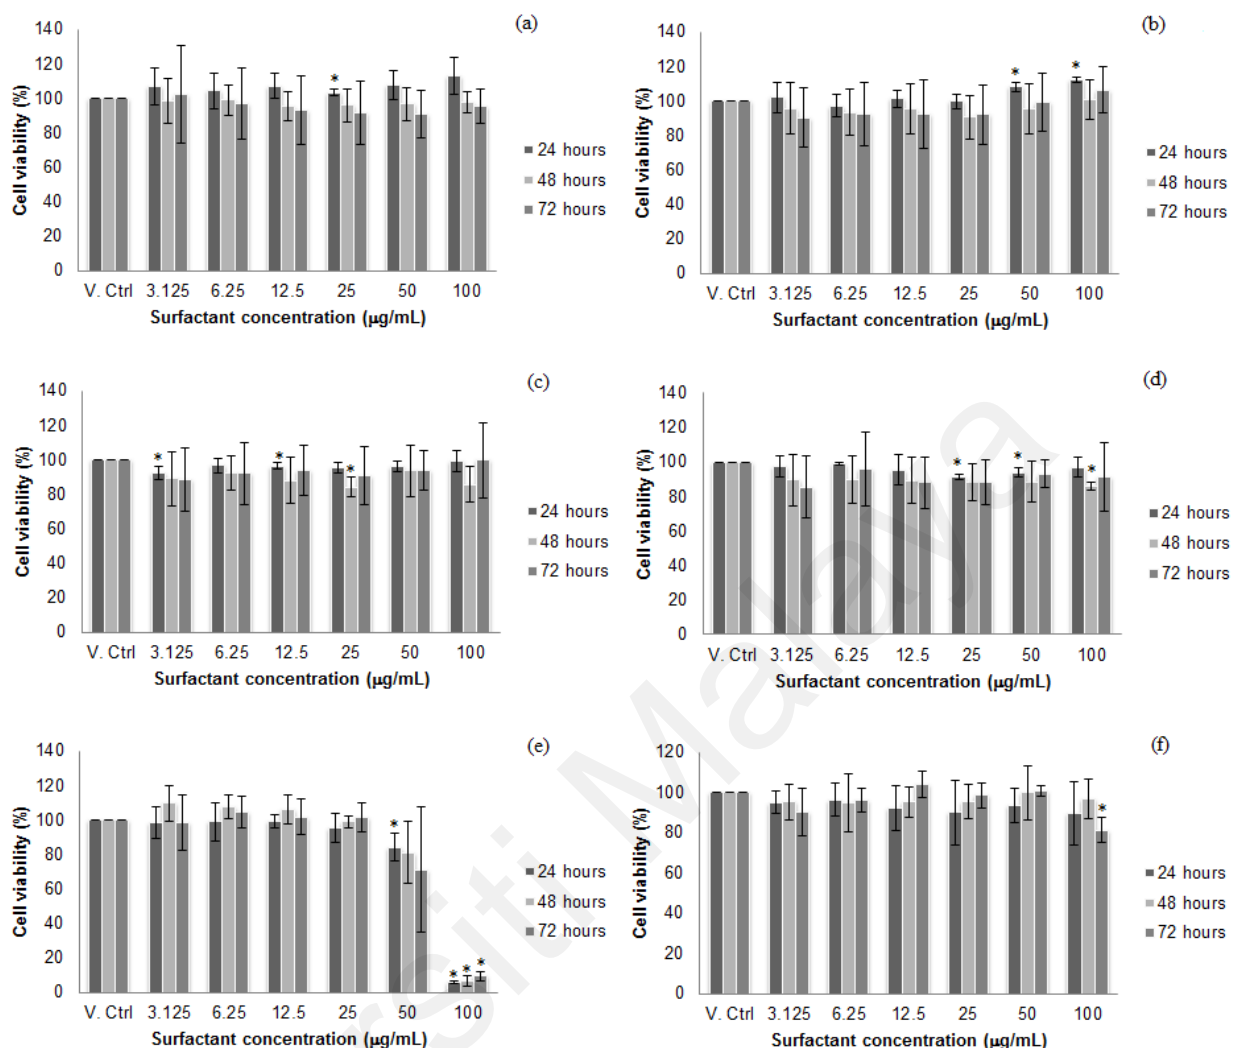 (a)
140
120
100
80
60
40
20
0
Cell viability (%)
V. Ctrl 3.125 6.25 12.5 25 50 100
Surfactant concentration (µg/mL)
24 hours
48 hours
72 hours
*
(b)
140
120
100
80
60
40
20
0
Cell viability (%)
V. Ctrl 3.125 6.25 12.5 25 50 100
Surfactant concentration (µg/mL)
24 hours
48 hours
72 hours
* *
(c)
140
120
100
80
60
40
20
0
Cell viability (%)
V. Ctrl 3.125 6.25 12.5 25 50 100
Surfactant concentration (µg/mL)
24 hours
48 hours
72 hours
* * *
(d)
140
120
100
80
60
40
20
0
Cell viability (%)
V. Ctrl 3.125 6.25 12.5 25 50 100
Surfactant concentration (µg/mL)
24 hours
48 hours
72 hours
* * *
(e)
140
120
100
80
60
40
20
0
Cell viability (%)
V. Ctrl 3.125 6.25 12.5 25 50 100
Surfactant concentration (µg/mL)
24 hours
48 hours
72 hours
* * * *
(f)
120
100
80
60
40
20
0
Cell viability (%)
V. Ctrl 3.125 6.25 12.5 25 50 100
Surfactant concentration (µg/mL)
24 hours
48 hours
72 hours
*
rsiti Malaya